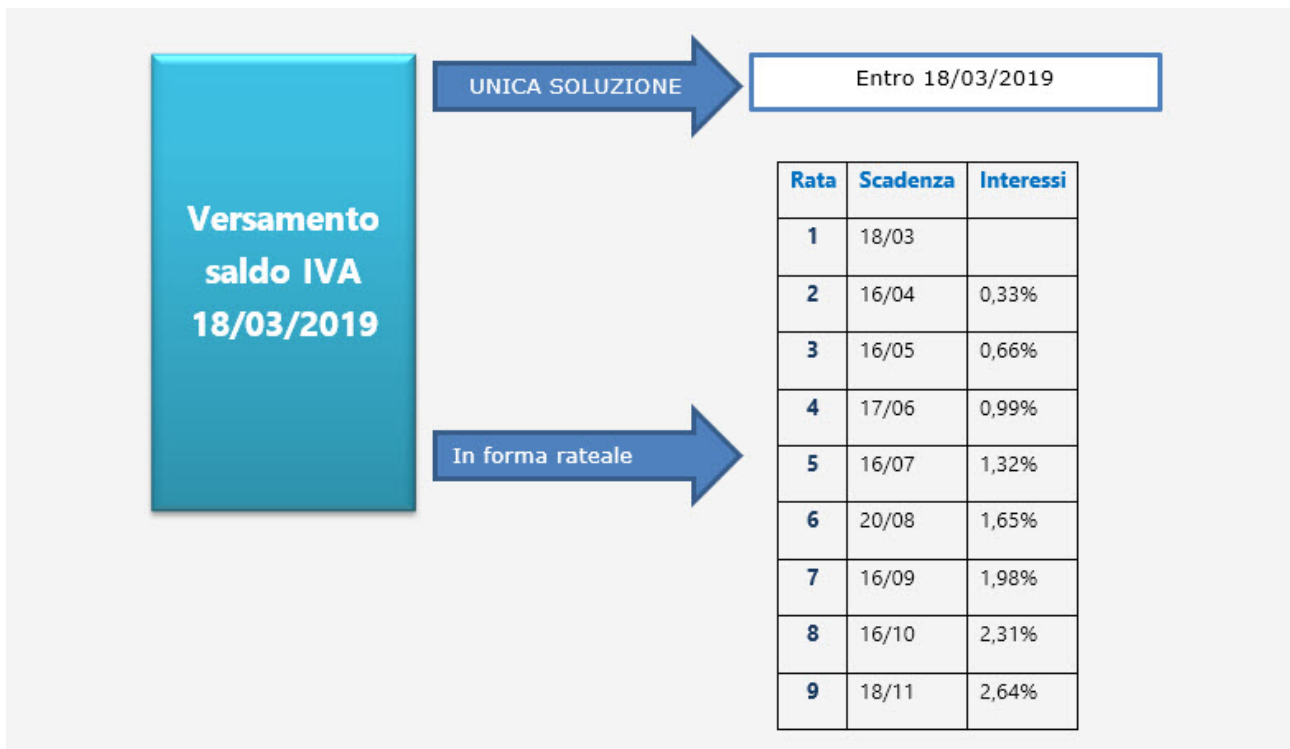 Versamento
saldo IVA
18/03/2019
UNICA SOLUZIONE
Entro 18/03/2019
In forma rateale
Rata Scadenza Interessi
1 18/03
2 16/04 0,33%
3 16/05 0,66%
4 17/06 0,99%
5 16/07 1,32%
6 20/08 1,65%
7 16/09 1,98%
8 16/10 2,31%
9 18/11 2,64%